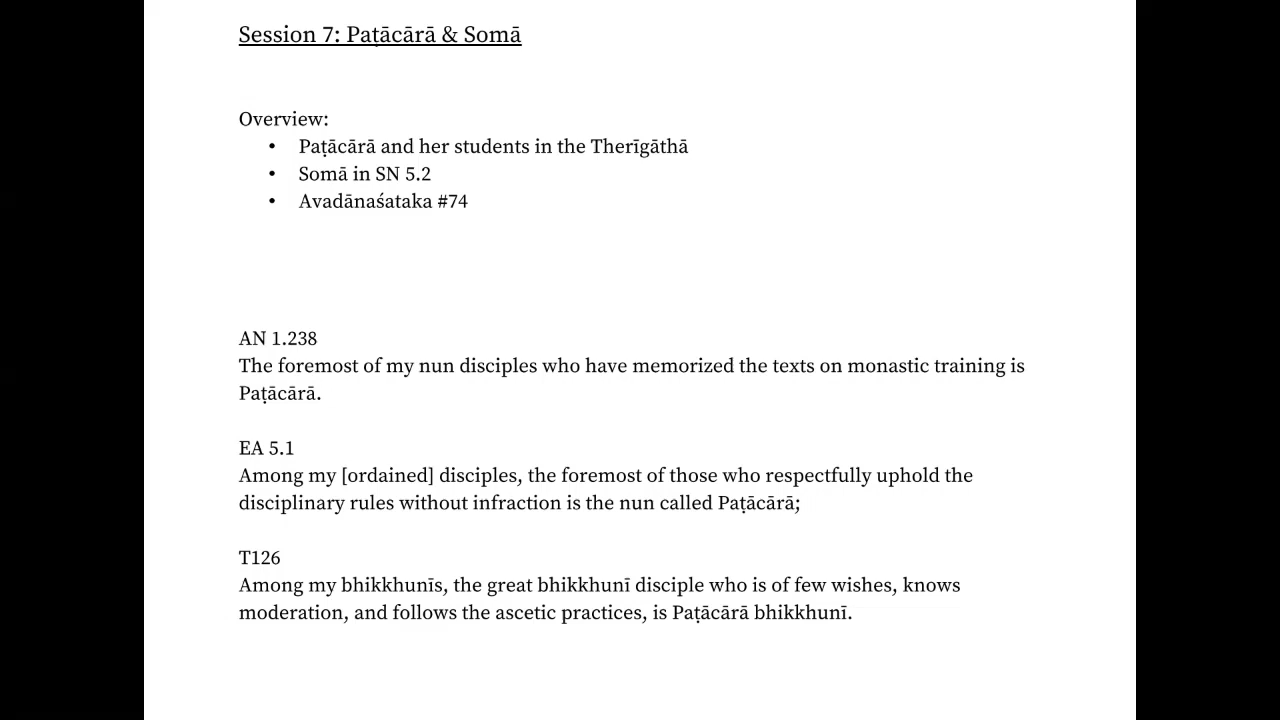 Session 7: Paṭācārā & Somā
Overview:
• Paṭācārā and her students in the Therīgāthā
• Somā in SN 5.2
• Avadānaśataka #74
AN 1.238
The foremost of my nun disciples who have memorized the texts on monastic training is
Paṭācārā.
EA 5.1
Among my [ordained] disciples, the foremost of those who respectfully uphold the
disciplinary rules without infraction is the nun called Paṭācārā;
T126
Among my bhikkhunīs, the great bhikkhunī disciple who is of few wishes, knows
moderation, and follows the ascetic practices, is Paṭācārā bhikkhunī.